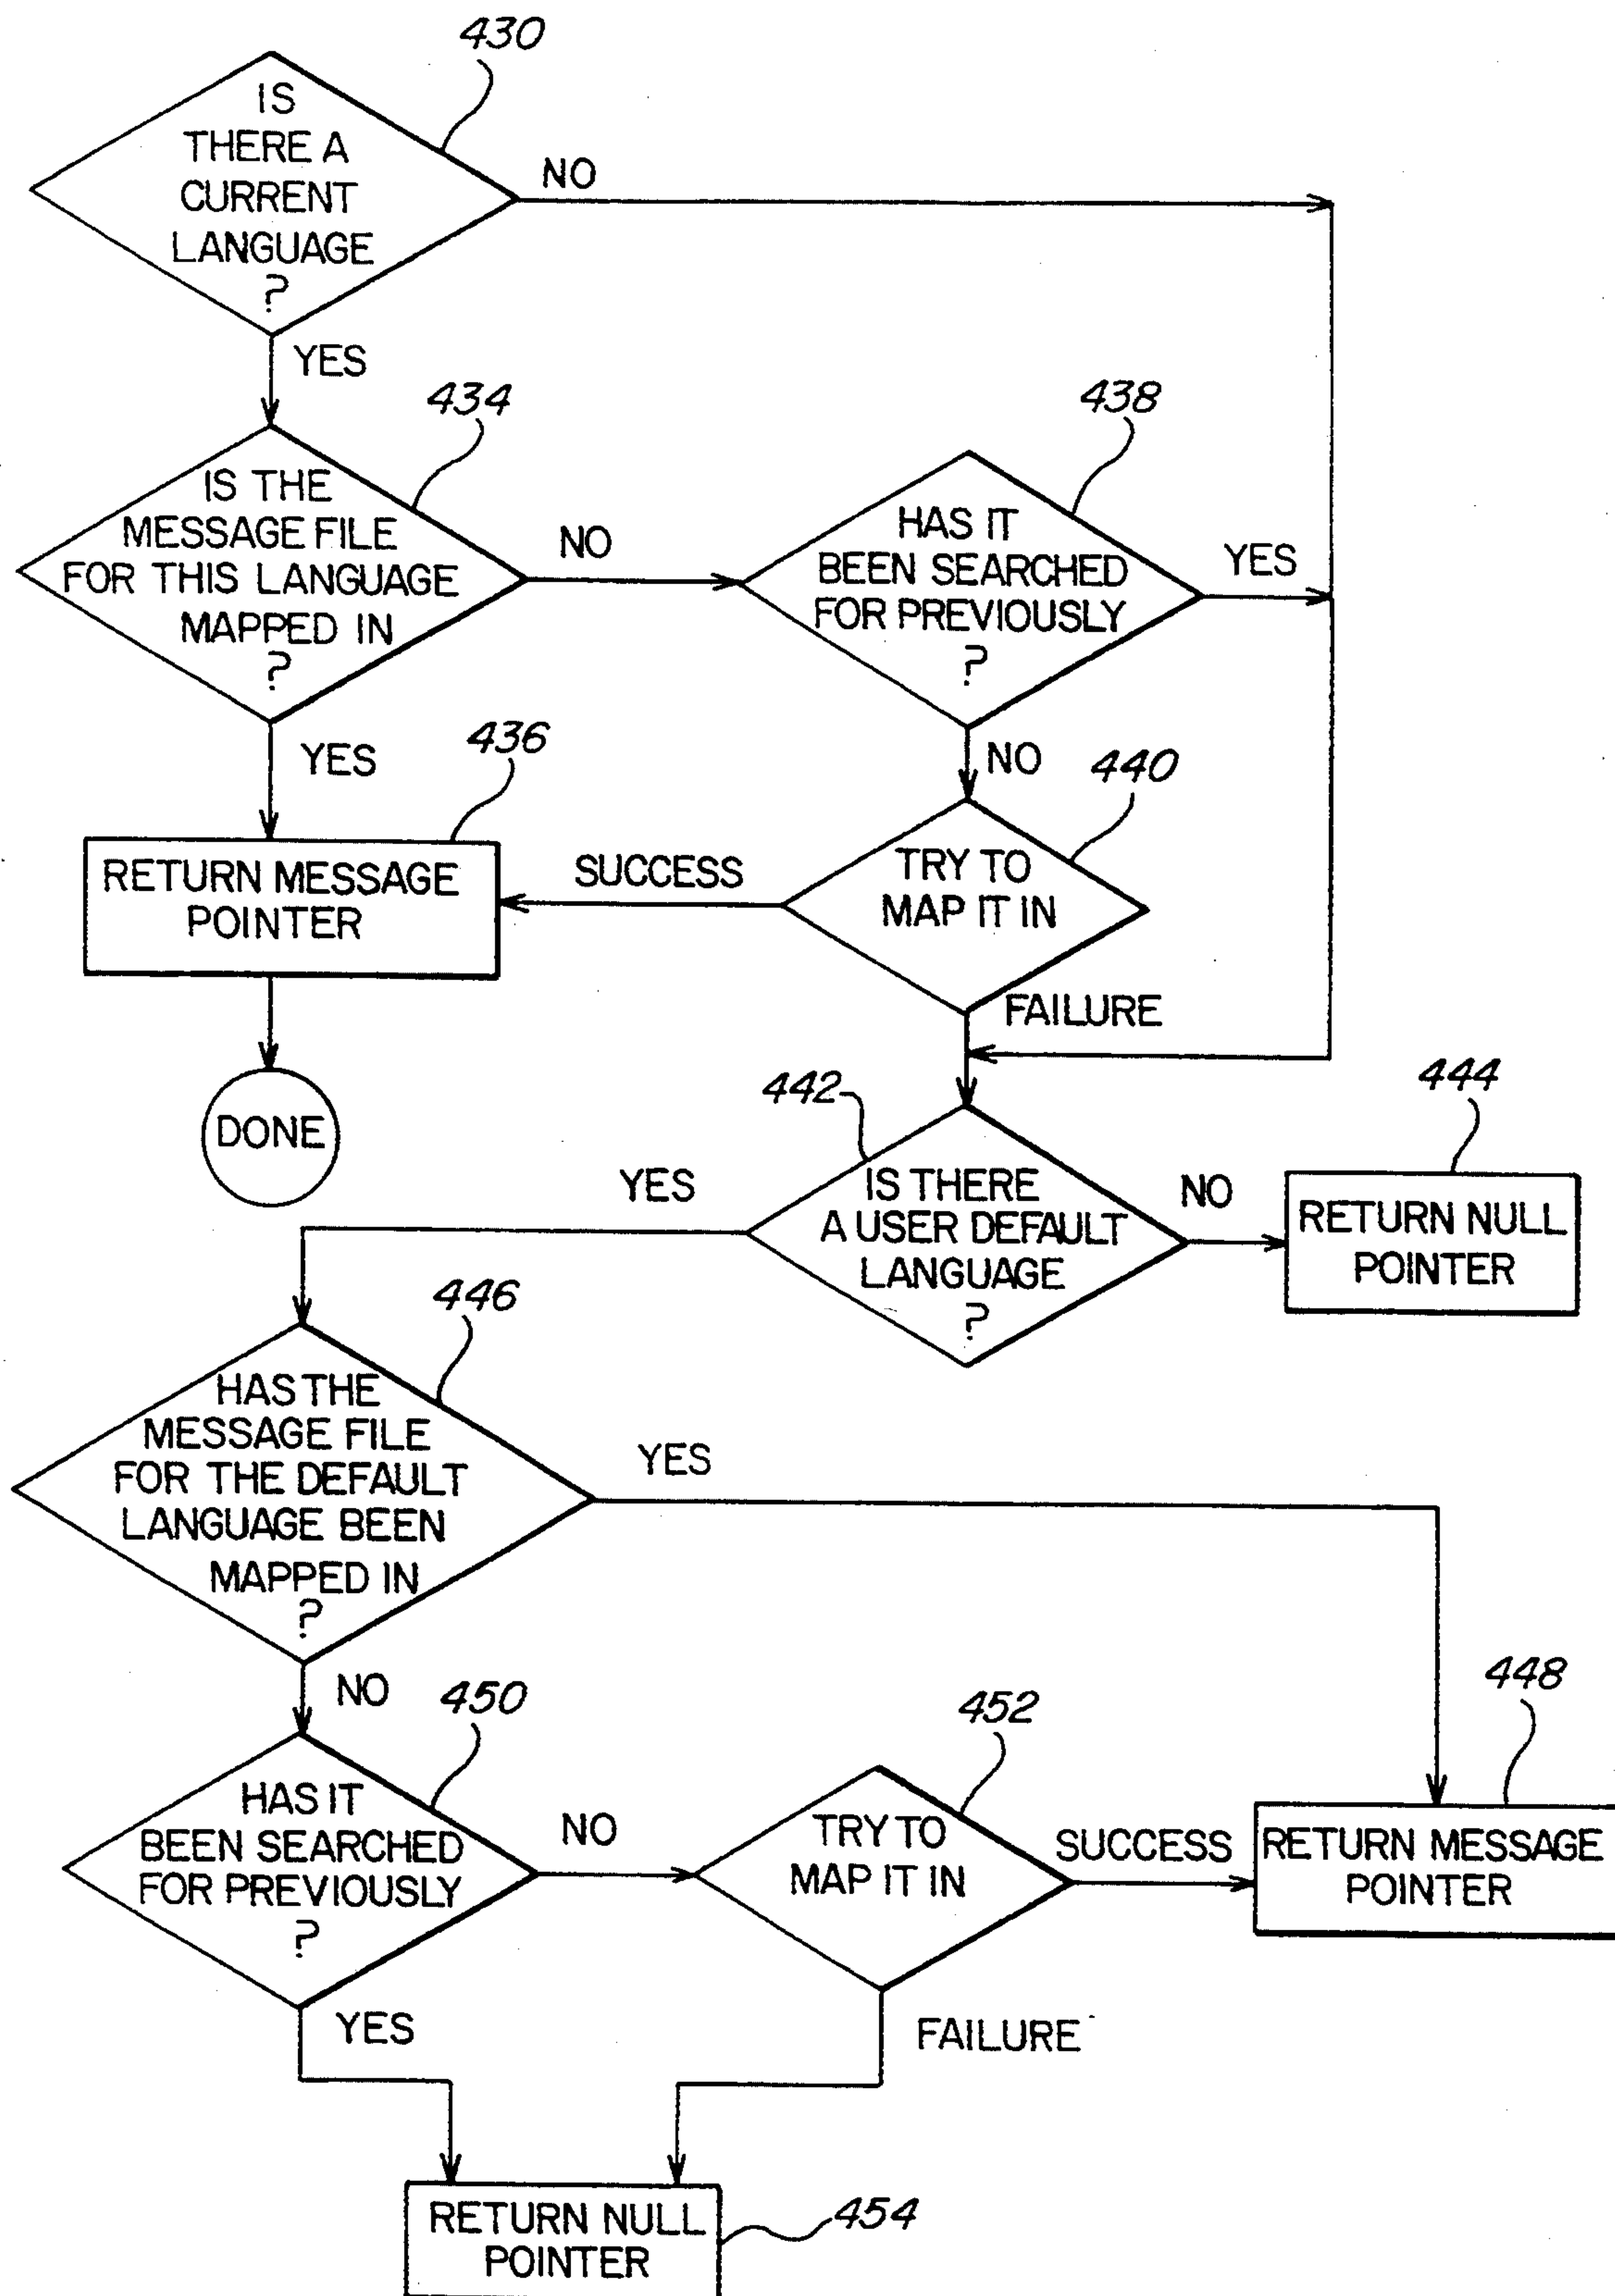 430
IS
THERE A
CURRENT
LANGUAGE
?
NO
YES
434
IS THE
MESSAGE FILE
FOR THIS LANGUAGE
MAPPED IN
?
NO
438
HAS IT
BEEN SEARCHED
FOR PREVIOUSLY
?
YES
YES
436
NO
440
RETURN MESSAGE
POINTER
SUCCESS
TRY TO
MAP IT IN
FAILURE
DONE
442
444
YES
IS THERE
A USER DEFAULT
LANGUAGE
?
NO
RETURN NULL
POINTER
446
HAS THE
MESSAGE FILE
FOR THE DEFAULT
LANGUAGE BEEN
MAPPED IN
?
YES
NO
450
452
448
HAS IT
BEEN SEARCHED
FOR PREVIOUSLY
?
NO
TRY TO
MAP IT IN
SUCCESS
RETURN MESSAGE
POINTER
YES
FAILURE
RETURN NULL
POINTER
454